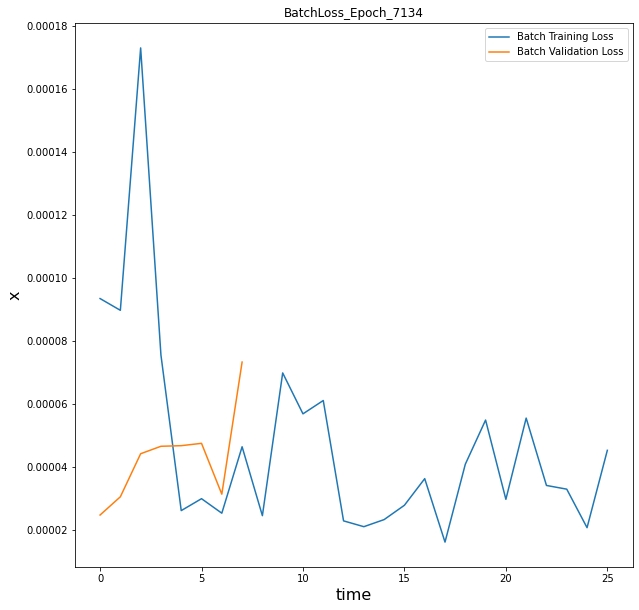 BatchLoss_Epoch_7134
Batch Training Loss
Batch Validation Loss
0.00018
0.00016
0.00014
0.00012
0.00010
0.00008
0.00006
0.00004
0.00002
x
0 5 10 15 20 25
time